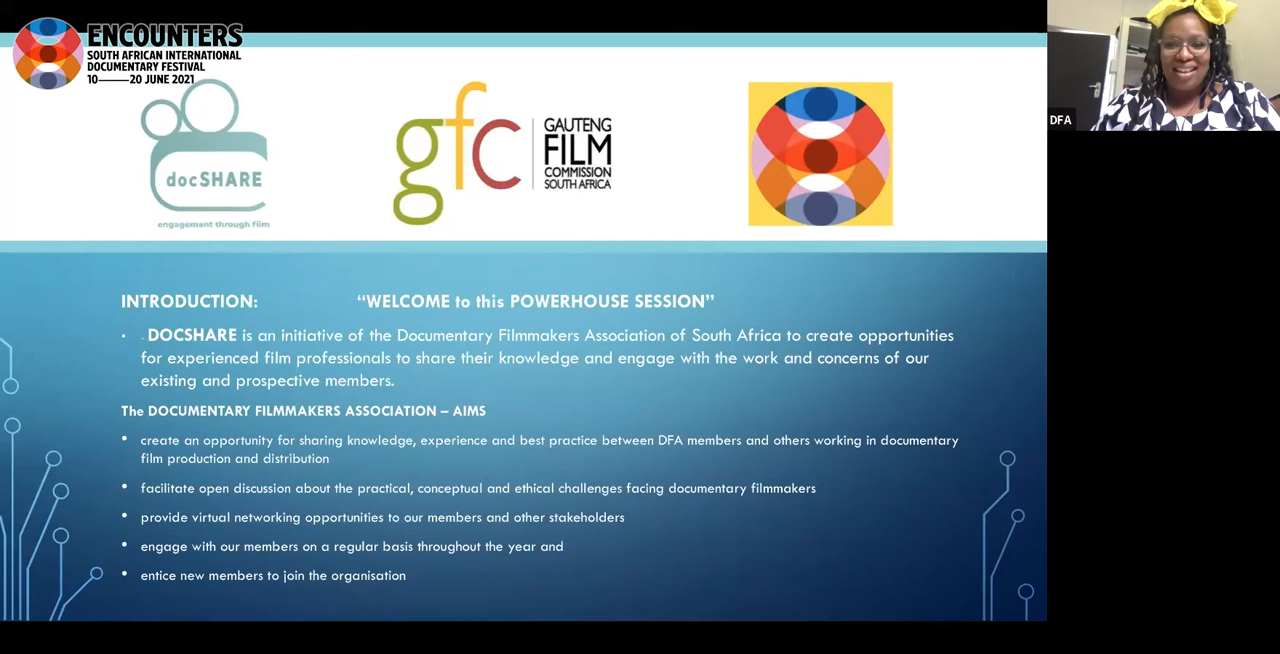 ENCOUNTERS
SOUTH AFRICAN INTERNATIONAL
DOCUMENTARY FESTIVAL
10——20 JUNE 2021
docSHARE
engagement through film
gfc
GAUTENG
FILM
COMMISSION
SOUTH AFRICA
DFA
INTRODUCTION: “WELCOME to this POWERHOUSE SESSION”
• - DOCSHARE is an initiative of the Documentary Filmmakers Association of South Africa to create opportunities
for experienced film professionals to share their knowledge and engage with the work and concerns of our
existing and prospective members.
The DOCUMENTARY FILMMAKERS ASSOCIATION – AIMS
• create an opportunity for sharing knowledge, experience and best practice between DFA members and others working in documentary
film production and distribution
• facilitate open discussion about the practical, conceptual and ethical challenges facing documentary filmmakers
• provide virtual networking opportunities to our members and other stakeholders
• engage with our members on a regular basis throughout the year and
• entice new members to join the organisation